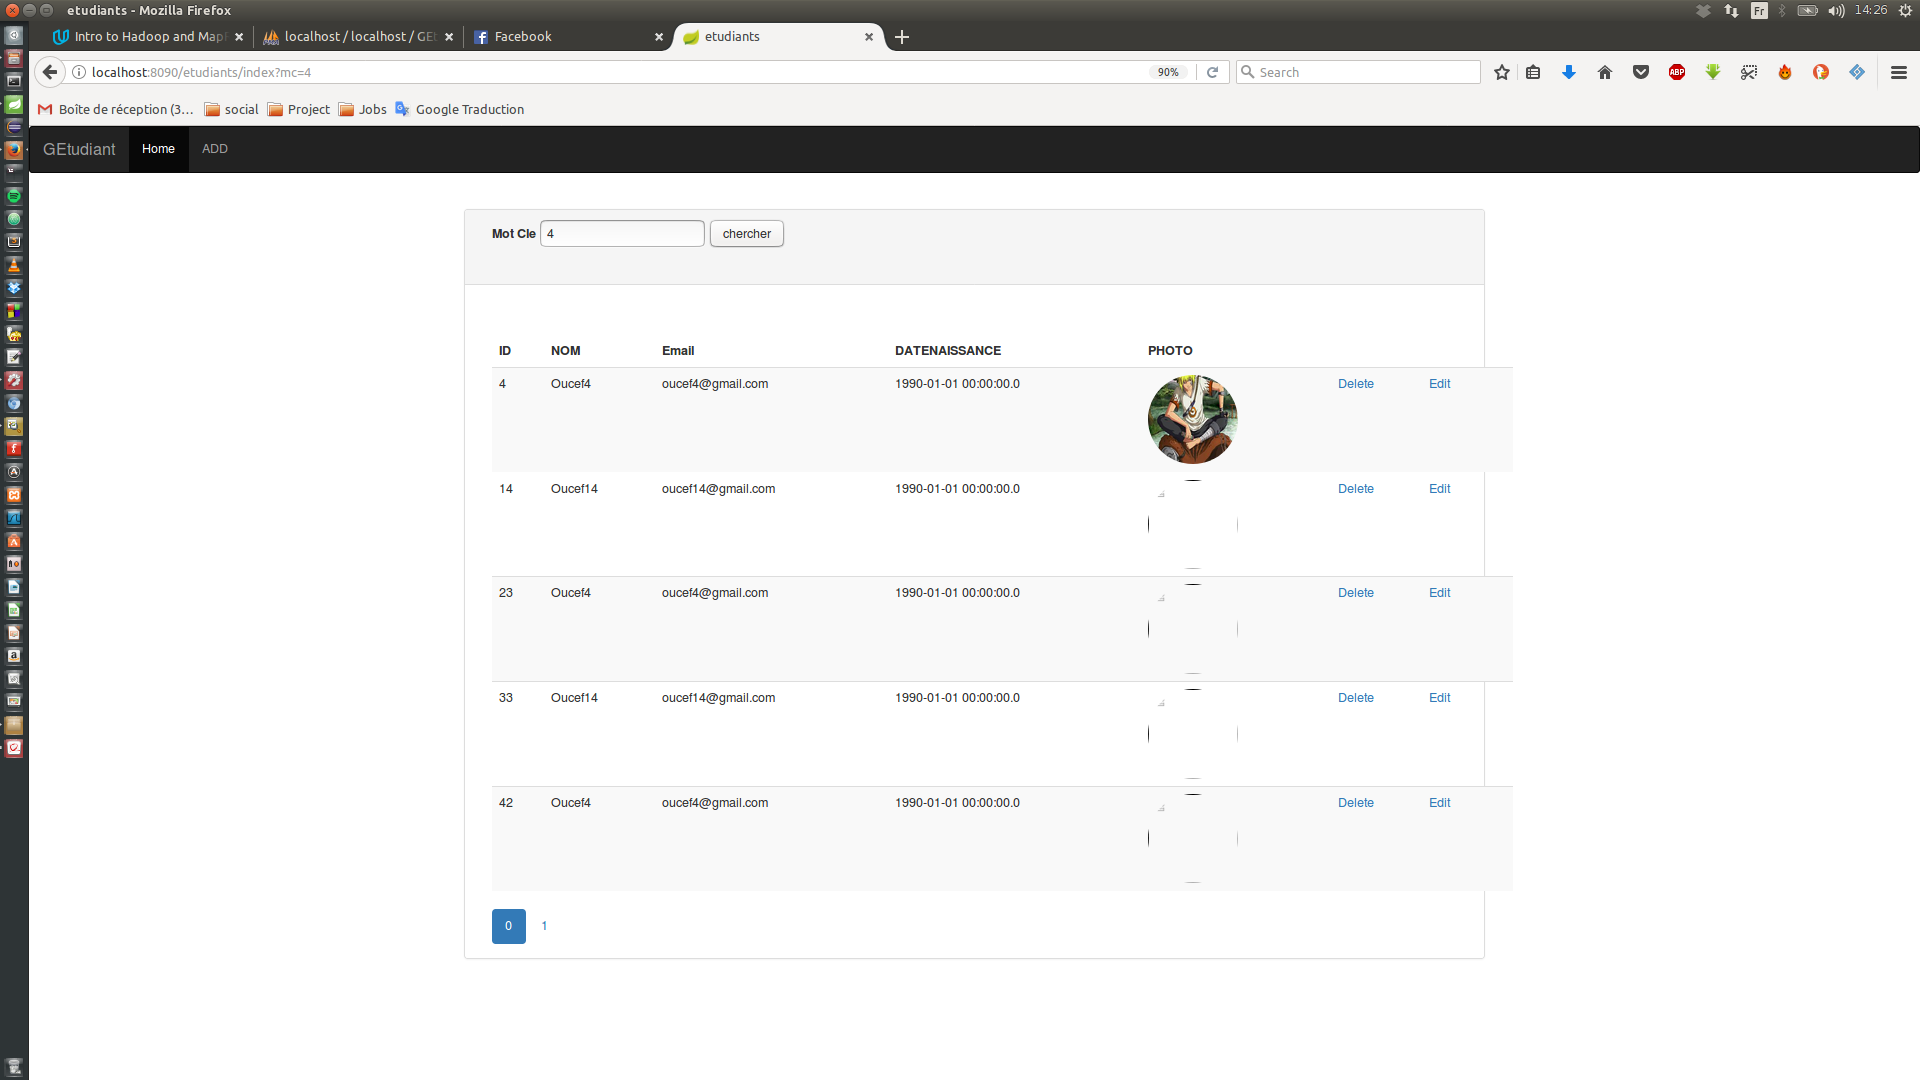 etudiants - Mozilla Firefox
Fr 14:26
Intro to Hadoop and Map localhost / localhost / GE Facebook etudiants
localhost:8090/etudiants/index?mc=4 90% Search ABP
Boîte de réception (3... social Project Jobs Google Traduction
GEtudiant Home ADD
Mot Cle 4 chercher
ID NOM Email DATENAISSANCE PHOTO
4 Oucef4 oucef4@gmail.com 1990-01-01 00:00:00.0 Delete Edit
14 Oucef14 oucef14@gmail.com 1990-01-01 00:00:00.0 Delete Edit
23 Oucef4 oucef4@gmail.com 1990-01-01 00:00:00.0 Delete Edit
33 Oucef14 oucef14@gmail.com 1990-01-01 00:00:00.0 Delete Edit
42 Oucef4 oucef4@gmail.com 1990-01-01 00:00:00.0 Delete Edit
0 1